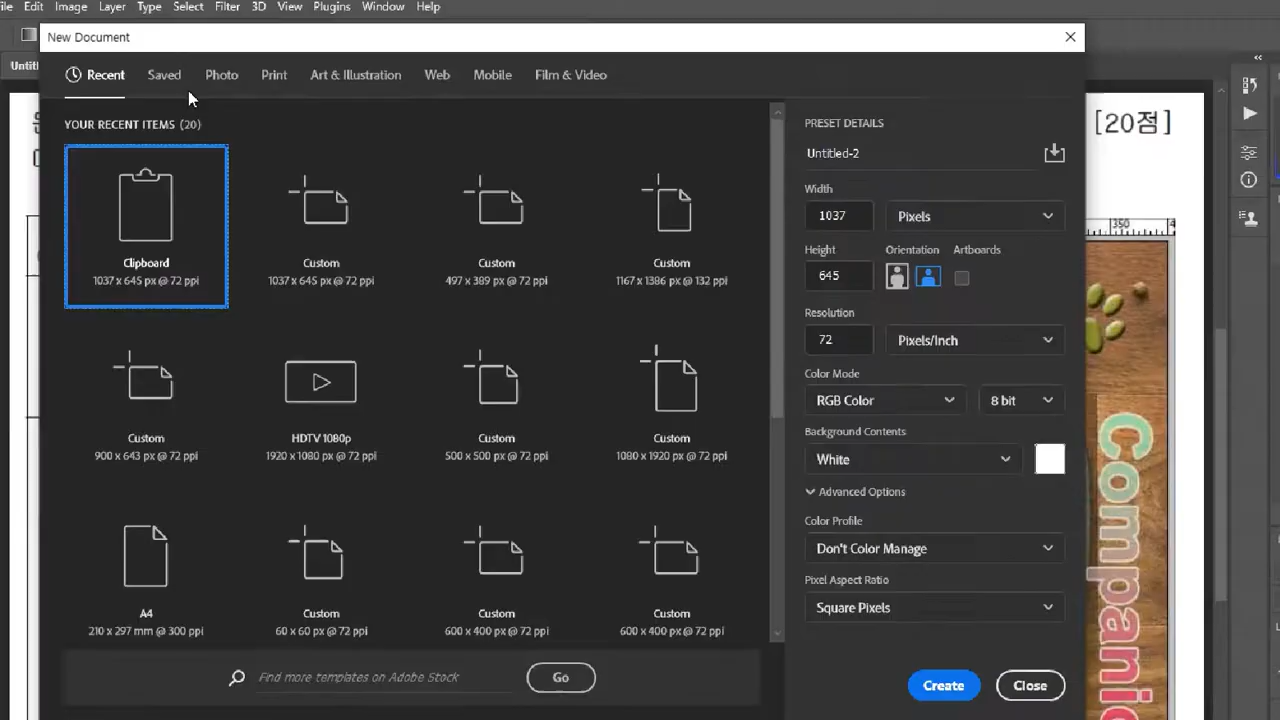 File Edit Image Layer Type Select Filter 3D View Plugins Window Help
New Document
Recent Saved Photo Print Art & Illustration Web Mobile Film & Video
YOUR RECENT ITEMS (20)
Clipboard
1037 x 645 px @ 72 ppi
Custom
1037 x 645 px @ 72 ppi
Custom
497 x 389 px @ 72 ppi
Custom
1167 x 1386 px @ 132 ppi
Custom
900 x 643 px @ 72 ppi
HDTV 1080p
1920 x 1080 px @ 72 ppi
Custom
500 x 500 px @ 72 ppi
Custom
1080 x 1920 px @ 72 ppi
A4
210 x 297 mm @ 300 ppi
Custom
60 x 60 px @ 72 ppi
Custom
600 x 400 px @ 72 ppi
Custom
600 x 400 px @ 72 ppi
Find more templates on Adobe Stock
Go
PRESET DETAILS
Untitled-2
Width
1037 Pixels
Height Orientation Artboards
645
Resolution
72 Pixels/Inch
Color Mode
RGB Color 8 bit
Background Contents
White
Advanced Options
Color Profile
Don't Color Manage
Pixel Aspect Ratio
Square Pixels
Create Close
Untitl
[20점]
350
Companio